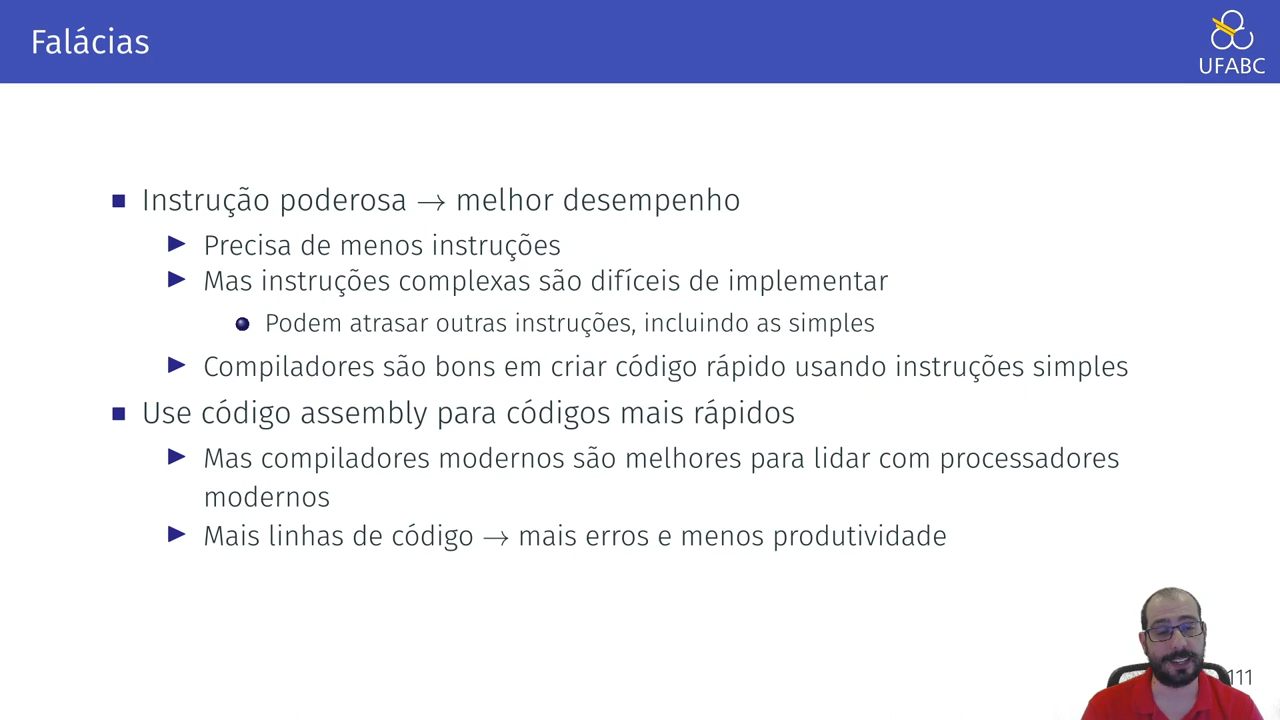 Falácias
UFABC
Instrução poderosa → melhor desempenho
Precisa de menos instruções
Mas instruções complexas são difíceis de implementar
Podem atrasar outras instruções, incluindo as simples
Compiladores são bons em criar código rápido usando instruções simples
Use código assembly para códigos mais rápidos
Mas compiladores modernos são melhores para lidar com processadores
modernos
Mais linhas de código → mais erros e menos produtividade
111